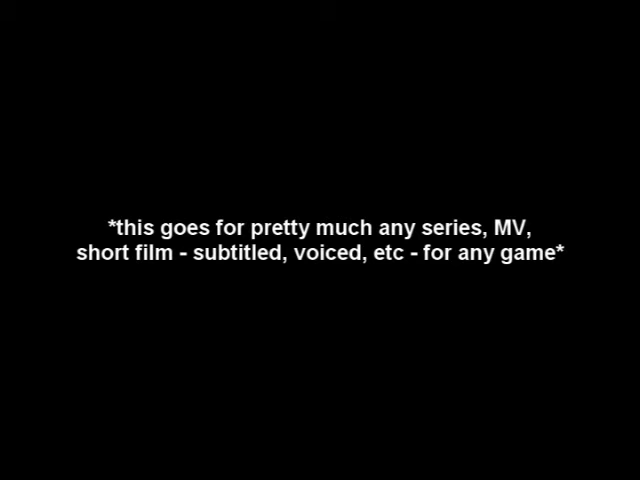 *this goes for pretty much any series, MV,
short film - subtitled, voiced, etc - for any game*